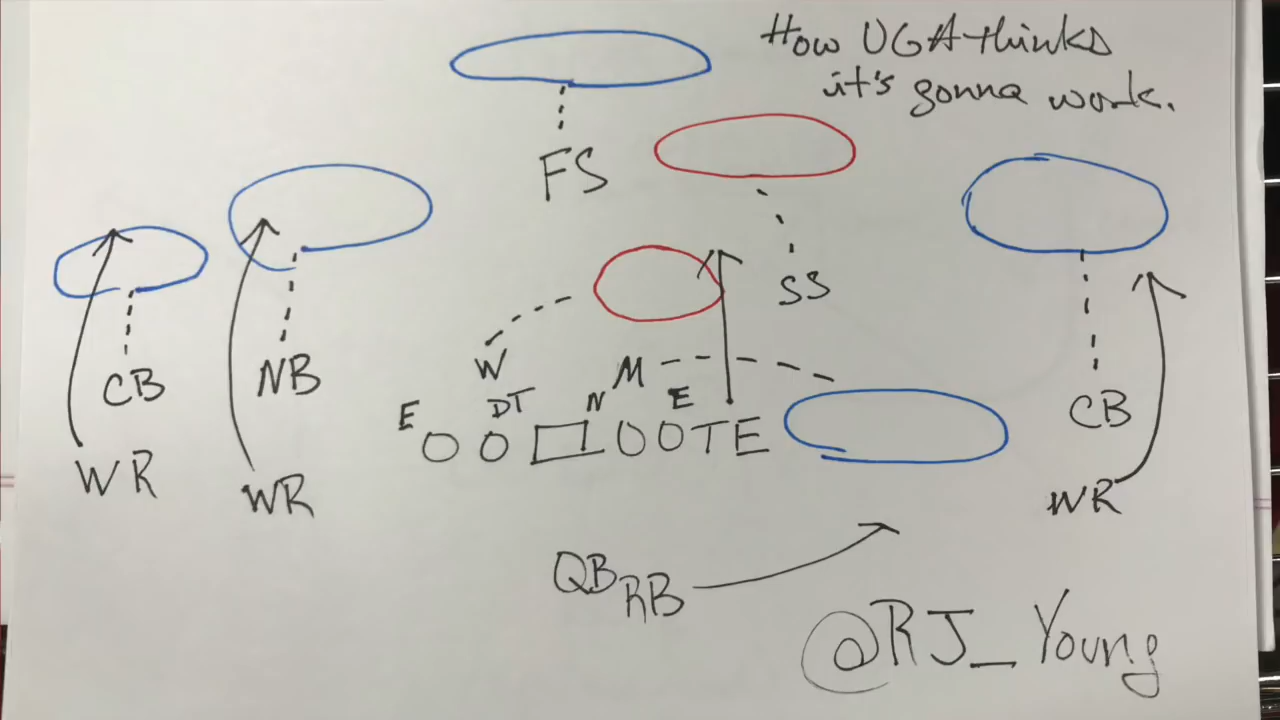 How UGA thinks
it's gonna work.
FS
SS
CB
NB
W
M
CB
E
DT
N
E
O O O O TE
WR
WR
WR
QB
RB
@RJ_Young